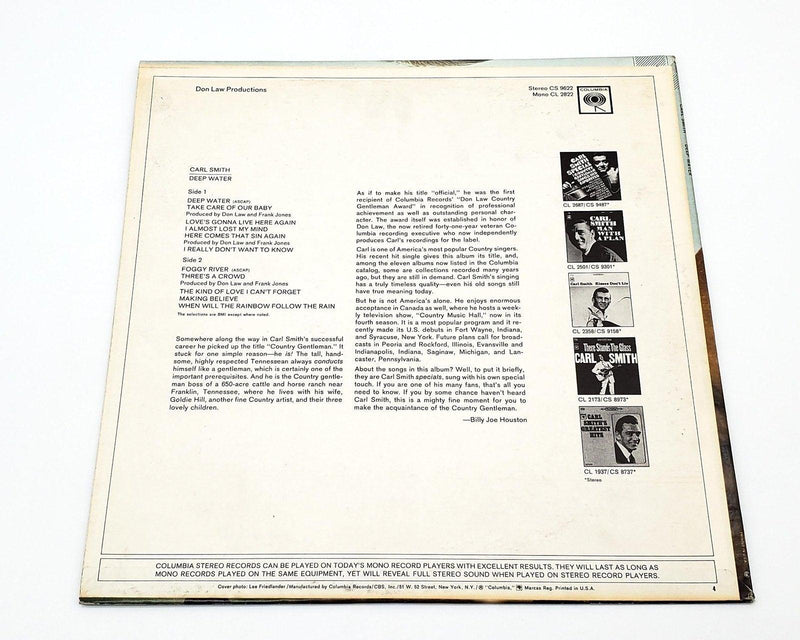 Don Law Productions
Stereo CS 9622
Mono CL 2822
COLUMBIA
CARL SMITH
DEEP WATER
Side 1
DEEP WATER (ASCAP)
TAKE CARE OF OUR BABY
Produced by Don Law and Frank Jones
LOVE'S GONNA LIVE HERE AGAIN
I ALMOST LOST MY MIND
HERE COMES THAT SIN AGAIN
Produced by Don Law and Frank Jones
I REALLY DON'T WANT TO KNOW
Side 2
FOGGY RIVER (ASCAP)
THREE'S A CROWD
Produced by Don Law and Frank Jones
THE KIND OF LOVE I CAN'T FORGET
MAKING BELIEVE
WHEN WILL THE RAINBOW FOLLOW THE RAIN
The selections are BMI except where noted.
Somewhere along the way in Carl Smith's successful
career he picked up the title "Country Gentleman." It
stuck for one simple reason—he is! The tall, hand-
some, highly respected Tennessean always conducts
himself like a gentleman, which is certainly one of the
important prerequisites. And he is the Country gentle-
man boss of a 650-acre cattle and horse ranch near
Franklin, Tennessee, where he lives with his wife,
Goldie Hill, another fine Country artist, and their three
lovely children.
As if to make his title "official," he was the first
recipient of Columbia Records' "Don Law Country
Gentleman Award" in recognition of professional
achievement as well as outstanding personal char-
acter. The award itself was established in honor of
Don Law, the now retired forty-one-year veteran Co-
lumbia recording executive who now independently
produces Carl's recordings for the label.
Carl is one of America's most popular Country singers.
His recent hit single gives this album its title, and,
among the eleven albums now listed in the Columbia
catalog, some are collections recorded many years
ago, but they are still in demand. Carl Smith's singing
has a truly timeless quality—even his old songs still
have true meaning today.
But he is not America's alone. He enjoys enormous
acceptance in Canada as well, where he hosts a week-
ly television show, "Country Music Hall," now in its
fourth season. It is a most popular program and it re-
cently made its U.S. debuts in Fort Wayne, Indiana,
and Syracuse, New York. Future plans call for broad-
casts in Peoria and Rockford, Illinois, Evansville and
Indianapolis, Indiana, Saginaw, Michigan, and Lan-
caster, Pennsylvania.
About the songs in this album? Well, to put it briefly,
they are Carl Smith specials, sung with his own special
touch. If you are one of his many fans, that's all you
need to know. If you by some chance haven't heard
Carl Smith, this is a mighty fine moment for you to
make the acquaintance of the Country Gentleman.
—Billy Joe Houston
CL 2687/CS 9487*
CARL
SMITH
MAN
WITH
A PLAN
CL 2501/CS 9301*
Carl Smith Kisses Don't Lie
CL 2358/CS 9158*
There Stands The Glass
CARL SMITH
CL 2173/CS 8973*
CARL
SMITH'S
GREATEST
HITS
CL 1937/CS 8737*
*Stereo
COLUMBIA STEREO RECORDS CAN BE PLAYED ON TODAY'S MONO RECORD PLAYERS WITH EXCELLENT RESULTS. THEY WILL LAST AS LONG AS
MONO RECORDS PLAYED ON THE SAME EQUIPMENT, YET WILL REVEAL FULL STEREO SOUND WHEN PLAYED ON STEREO RECORD PLAYERS.
Cover photo: Lee Friedlander/Manufactured by Columbia Records/CBS, Inc./51 W. 52 Street, New York, N.Y./® "Columbia," Marcas Reg. Printed in U.S.A.
4